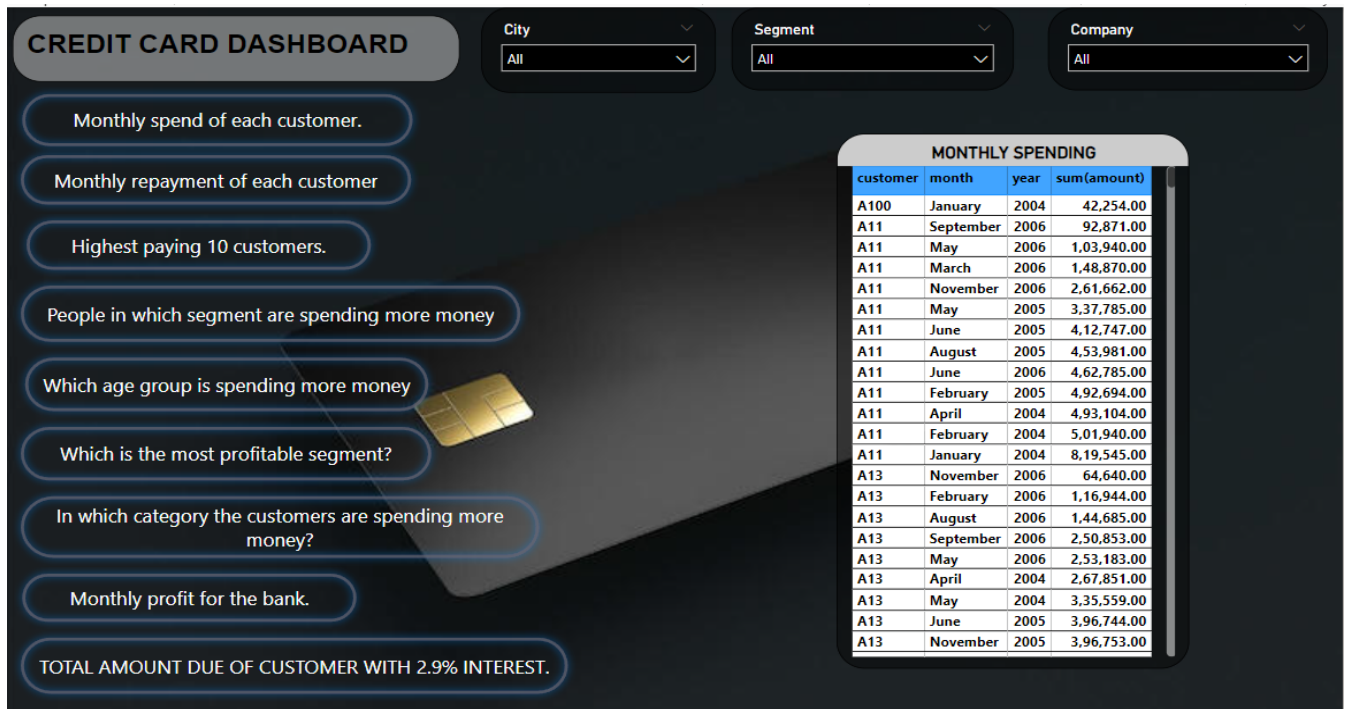 CREDIT CARD DASHBOARD
City
All
Segment
All
Company
All
Monthly spend of each customer.
Monthly repayment of each customer
Highest paying 10 customers.
People in which segment are spending more money
Which age group is spending more money
Which is the most profitable segment?
In which category the customers are spending more
money?
Monthly profit for the bank.
TOTAL AMOUNT DUE OF CUSTOMER WITH 2.9% INTEREST.
MONTHLY SPENDING
customer month year sum(amount)
A100 January 2004 42,254.00
A11 September 2006 92,871.00
A11 May 2006 1,03,940.00
A11 March 2006 1,48,870.00
A11 November 2006 2,61,662.00
A11 May 2005 3,37,785.00
A11 June 2005 4,12,747.00
A11 August 2005 4,53,981.00
A11 June 2006 4,62,785.00
A11 February 2005 4,92,694.00
A11 April 2004 4,93,104.00
A11 February 2004 5,01,940.00
A11 January 2004 8,19,545.00
A13 November 2006 64,640.00
A13 February 2006 1,16,944.00
A13 August 2006 1,44,685.00
A13 September 2006 2,50,853.00
A13 May 2006 2,53,183.00
A13 April 2004 2,67,851.00
A13 May 2004 3,35,559.00
A13 June 2005 3,96,744.00
A13 November 2005 3,96,753.00